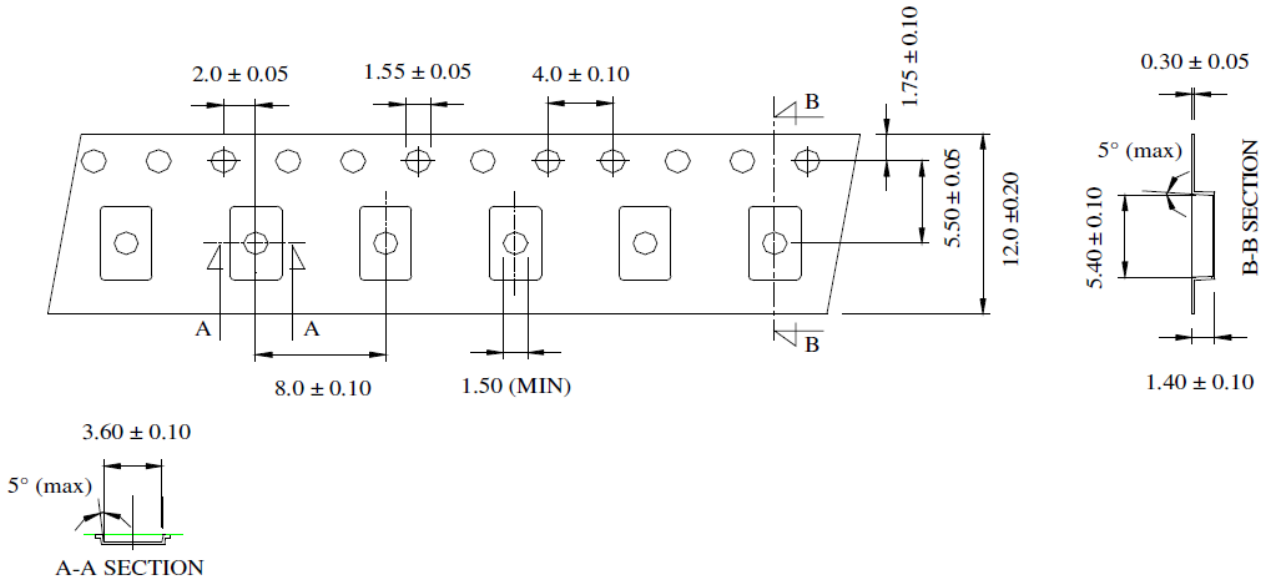 2.0 ± 0.05
1.55 ± 0.05
4.0 ± 0.10
1.75 ± 0.10
0.30 ± 0.05
B
5° (max)
5.50 ± 0.05
12.0 ±0.20
5.40 ± 0.10
B-B SECTION
A
A
B
8.0 ± 0.10
1.50 (MIN)
1.40 ± 0.10
3.60 ± 0.10
5° (max)
A-A SECTION